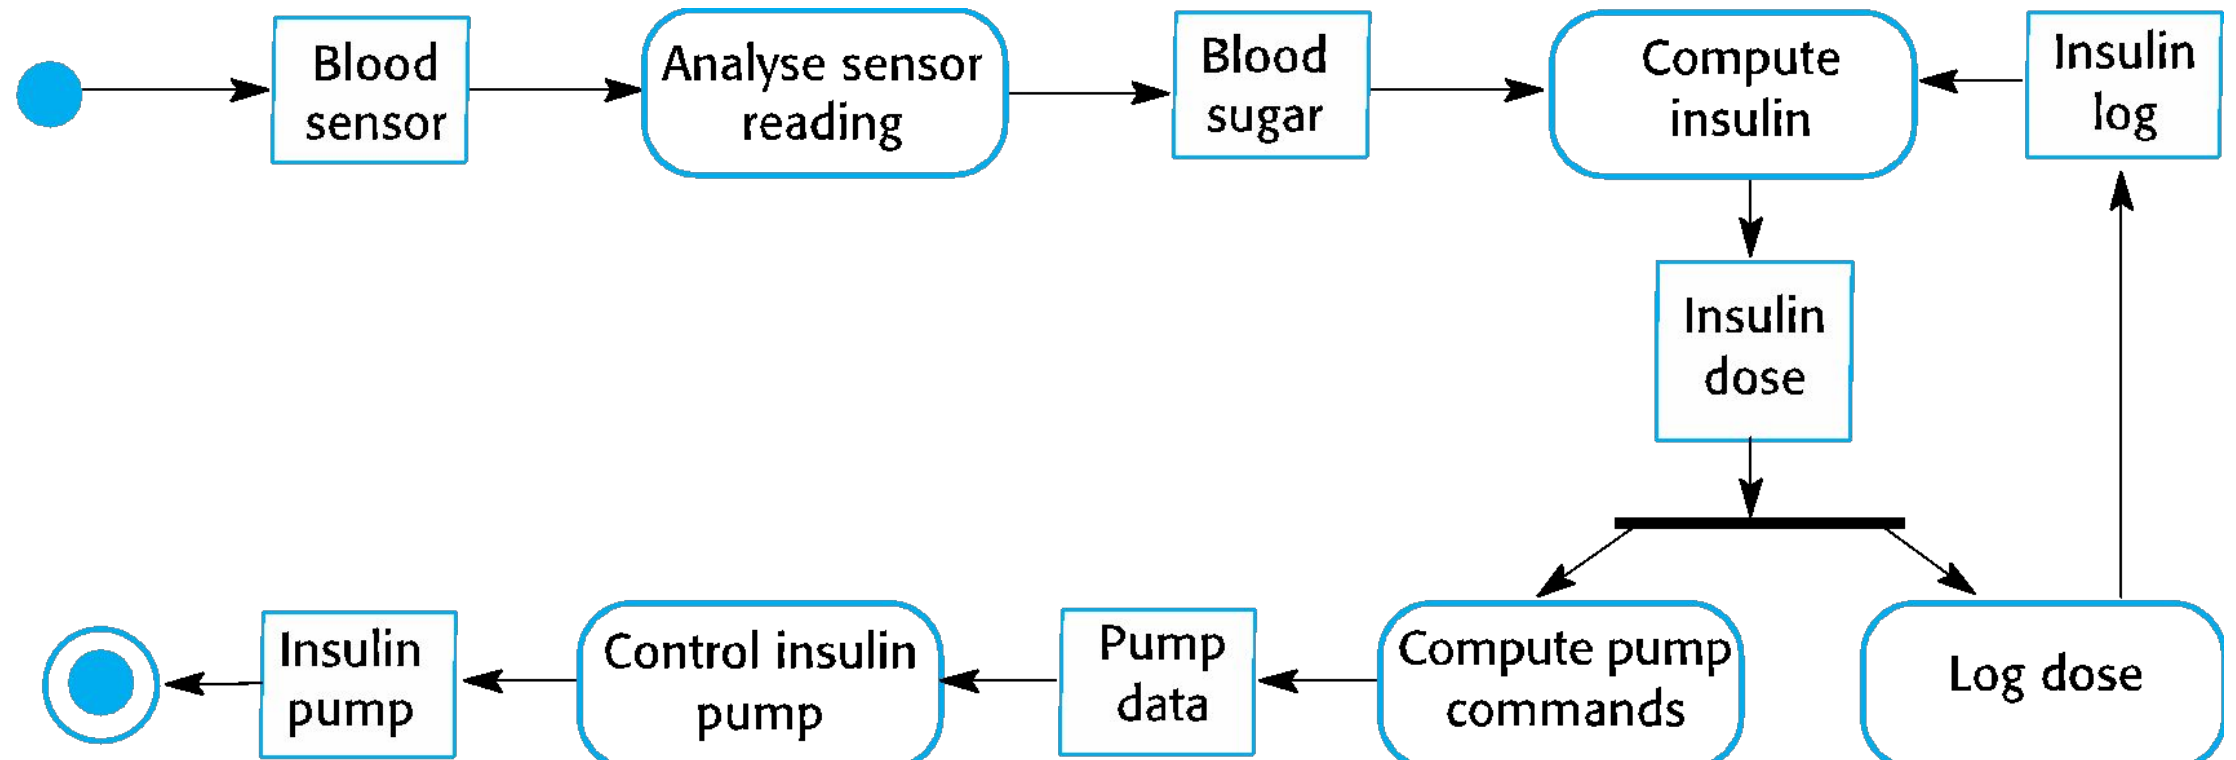 Blood
sensor
Analyse sensor
reading
Blood
sugar
Compute
insulin
Insulin
log
Insulin
dose
Insulin
pump
Control insulin
pump
Pump
data
Compute pump
commands
Log dose